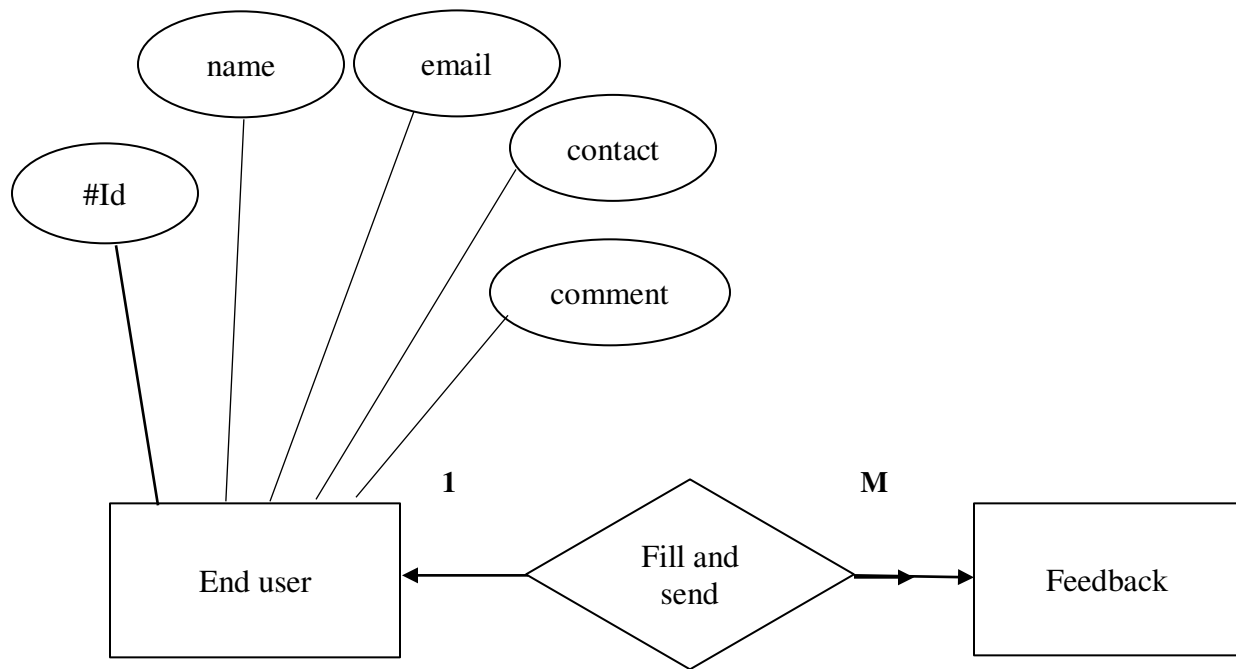 name
email
contact
#Id
comment
1
M
End user
Fill and
send
Feedback